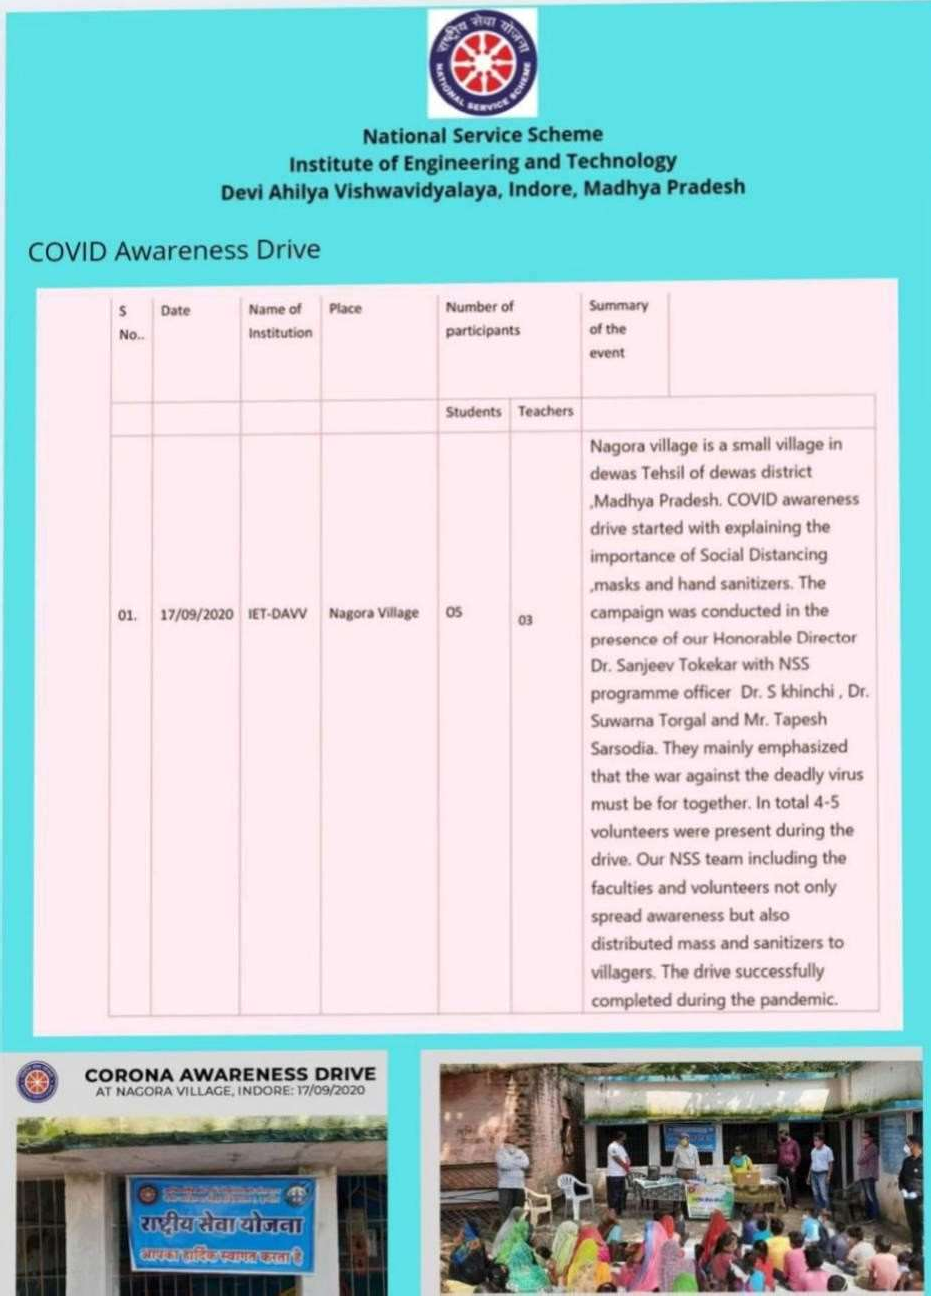 राष्ट्रीय सेवा योजना
NATIONAL SERVICE SCHEME
National Service Scheme
Institute of Engineering and Technology
Devi Ahilya Vishwavidyalaya, Indore, Madhya Pradesh
COVID Awareness Drive
S No.. Date Name of Institution Place Number of participants Summary of the event
Students Teachers
01. 17/09/2020 IET-DAVV Nagora Village 05 03
Nagora village is a small village in
dewas Tehsil of dewas district
,Madhya Pradesh. COVID awareness
drive started with explaining the
importance of Social Distancing
,masks and hand sanitizers. The
campaign was conducted in the
presence of our Honorable Director
Dr. Sanjeev Tokekar with NSS
programme officer Dr. S khinchi , Dr.
Suwarna Torgal and Mr. Tapesh
Sarsodia. They mainly emphasized
that the war against the deadly virus
must be for together. In total 4-5
volunteers were present during the
drive. Our NSS team including the
faculties and volunteers not only
spread awareness but also
distributed mass and sanitizers to
villagers. The drive successfully
completed during the pandemic.
CORONA AWARENESS DRIVE
AT NAGORA VILLAGE, INDORE: 17/09/2020
राष्ट्रीय सेवा योजना
आपका हार्दिक स्वागत करता है